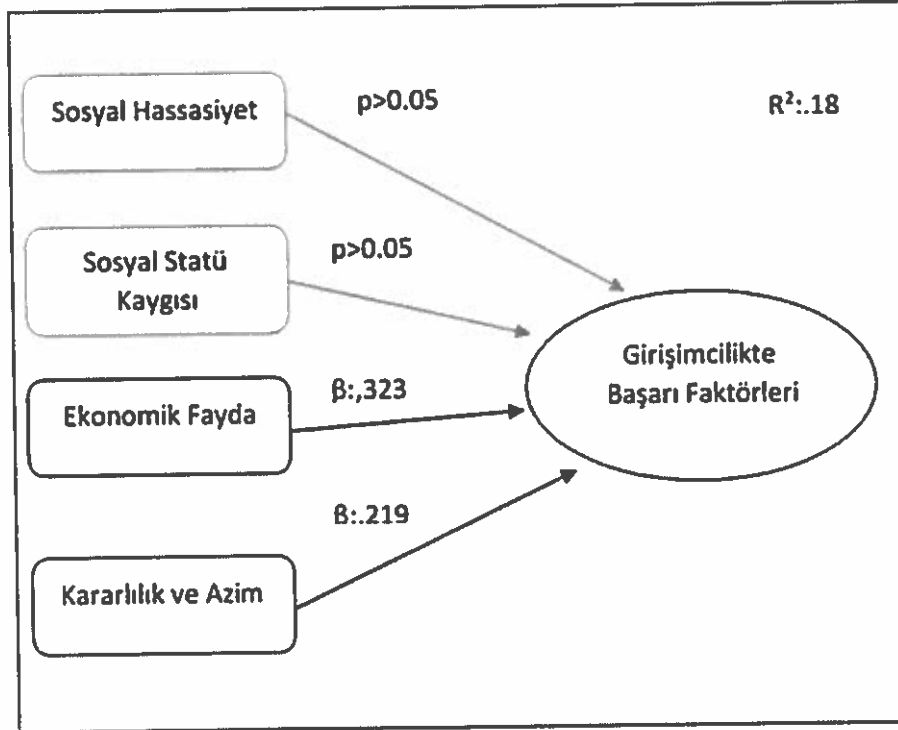 Sosyal Hassasiyet
p>0.05
R²:.18
Sosyal Statü
Kaygısı
p>0.05
Girişimcilikte
Başarı Faktörleri
Ekonomik Fayda
β:,323
β:.219
Kararlılık ve Azim